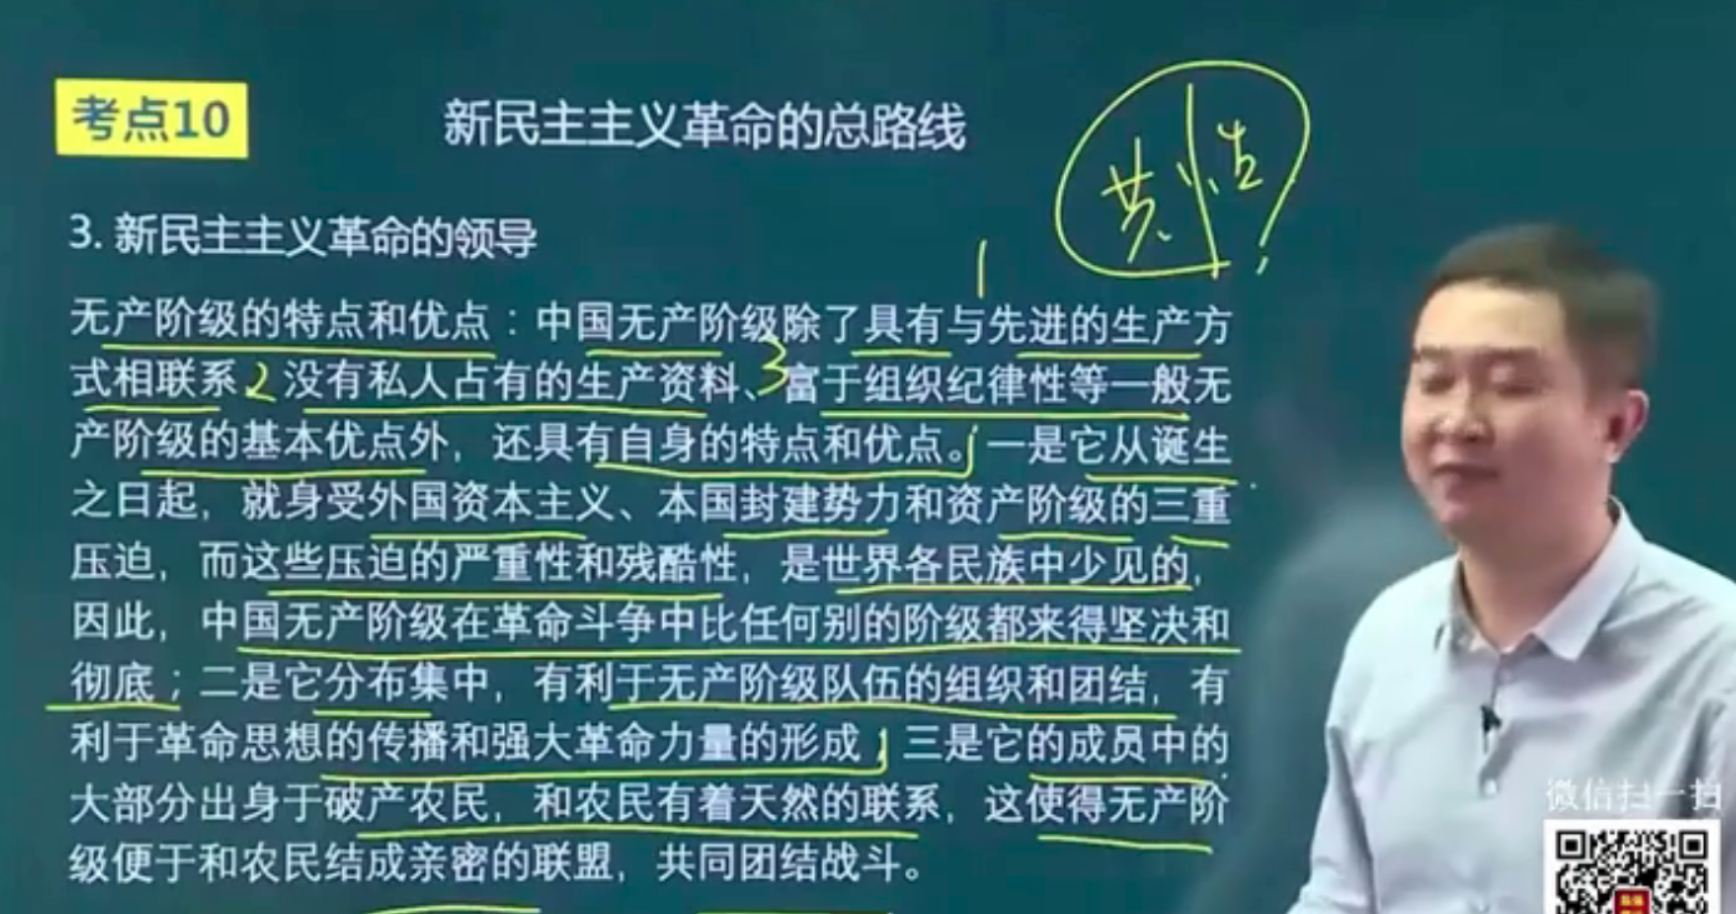 考点10
新民主主义革命的总路线
共性
3. 新民主主义革命的领导
1
无产阶级的特点和优点：中国无产阶级除了具有与先进的生产方
式相联系2没有私人占有的生产资料、3富于组织纪律性等一般无
产阶级的基本优点外，还具有自身的特点和优点。一是它从诞生
之日起，就身受外国资本主义、本国封建势力和资产阶级的三重
压迫，而这些压迫的严重性和残酷性，是世界各民族中少见的，
因此，中国无产阶级在革命斗争中比任何别的阶级都来得坚决和
彻底；二是它分布集中，有利于无产阶级队伍的组织和团结，有
利于革命思想的传播和强大革命力量的形成；三是它的成员中的
大部分出身于破产农民，和农民有着天然的联系，这使得无产阶
级便于和农民结成亲密的联盟，共同团结战斗。
微信扫一扫